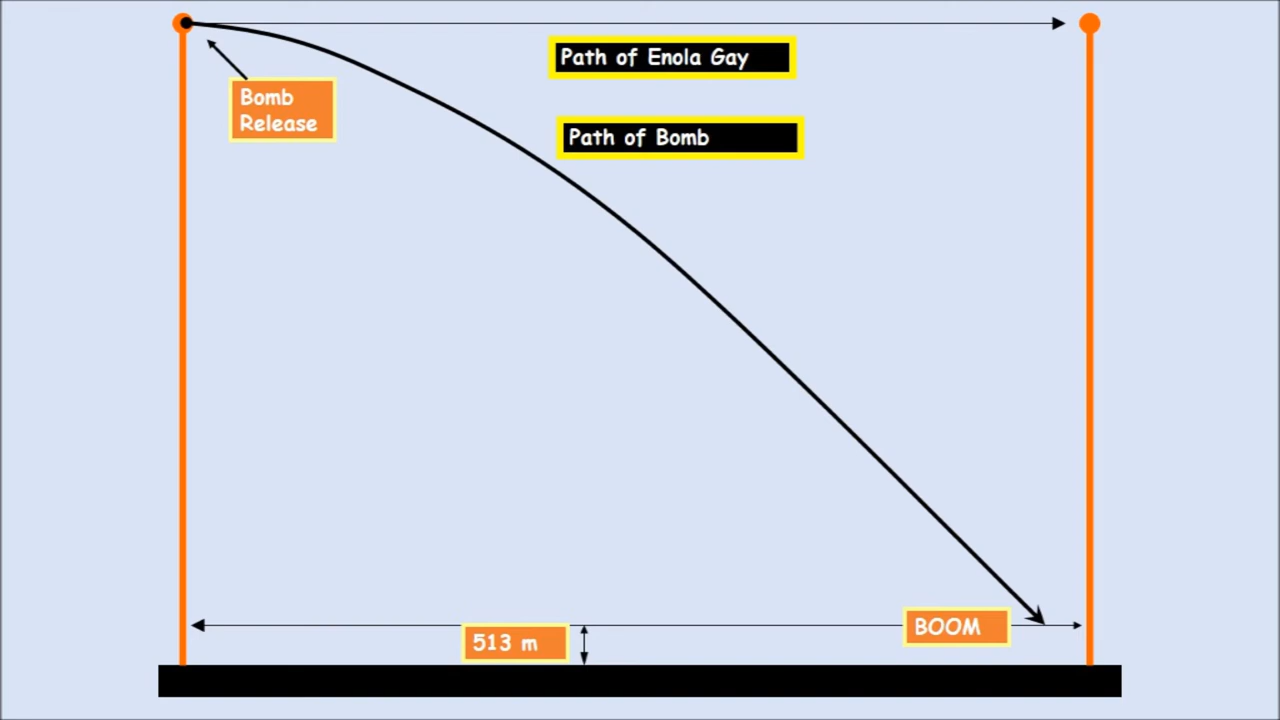 Path of Enola Gay
Bomb
Release
Path of Bomb
BOOM
513 m